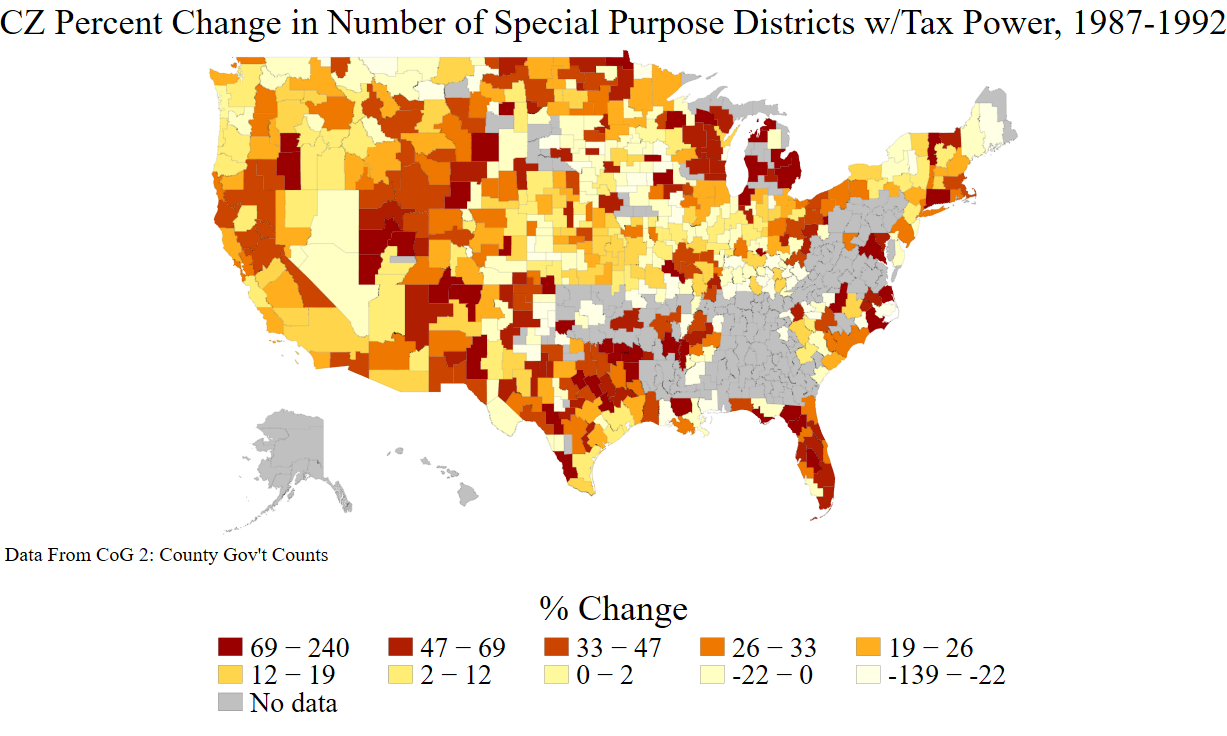 CZ Percent Change in Number of Special Purpose Districts w/Tax Power, 1987-1992
Data From CoG 2: County Gov't Counts
% Change
69 − 240 47 − 69 33 − 47 26 − 33 19 − 26
12 − 19 2 − 12 0 − 2 -22 − 0 -139 − -22
No data